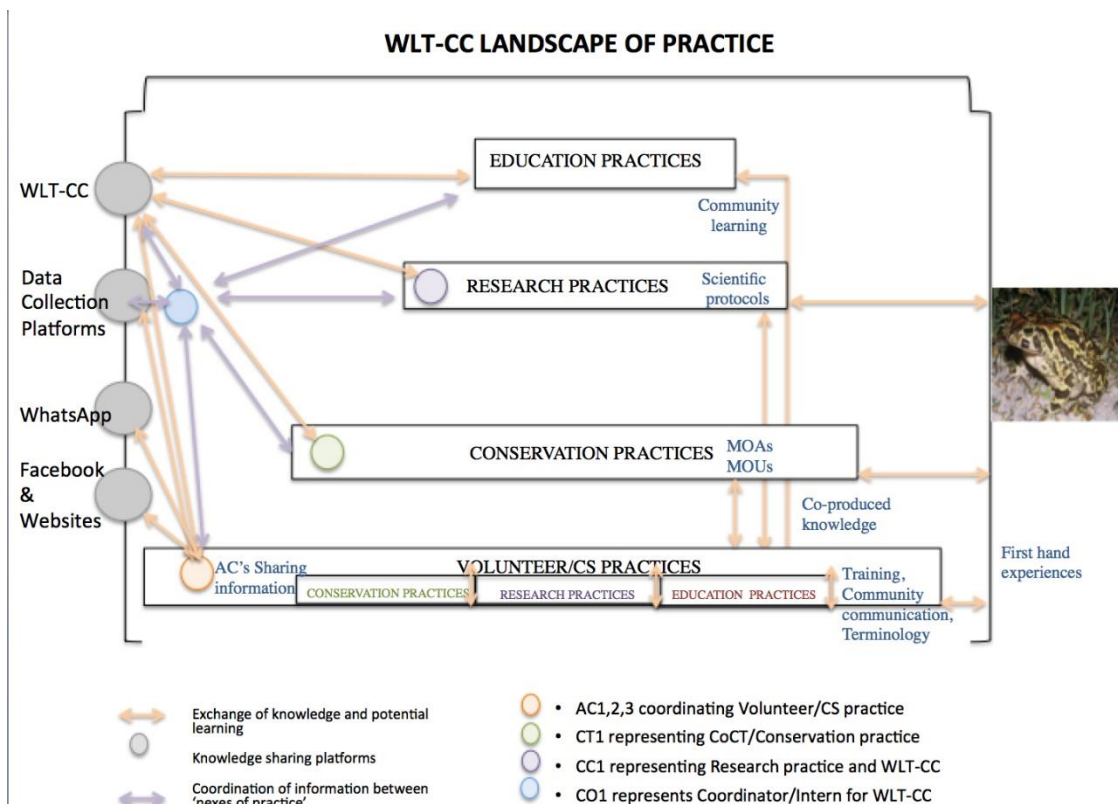 WLT-CC LANDSCAPE OF PRACTICE
EDUCATION PRACTICES
WLT-CC
Community
learning
Data
Collection
Platforms
RESEARCH PRACTICES
Scientific
protocols
WhatsApp
CONSERVATION PRACTICES
MOAs
MOUs
Facebook
&
Websites
Co-produced
knowledge
First hand
experiences
AC's Sharing
information
VOLUNTEER/CS PRACTICES
CONSERVATION PRACTICES
RESEARCH PRACTICES
EDUCATION PRACTICES
Training,
Community
communication,
Terminology
Exchange of knowledge and potential
learning
Knowledge sharing platforms
Coordination of information between
'nexes of practice'
• AC1,2,3 coordinating Volunteer/CS practice
• CT1 representing CoCT/Conservation practice
• CC1 representing Research practice and WLT-CC
• CO1 represents Coordinator/Intern for WLT-CC